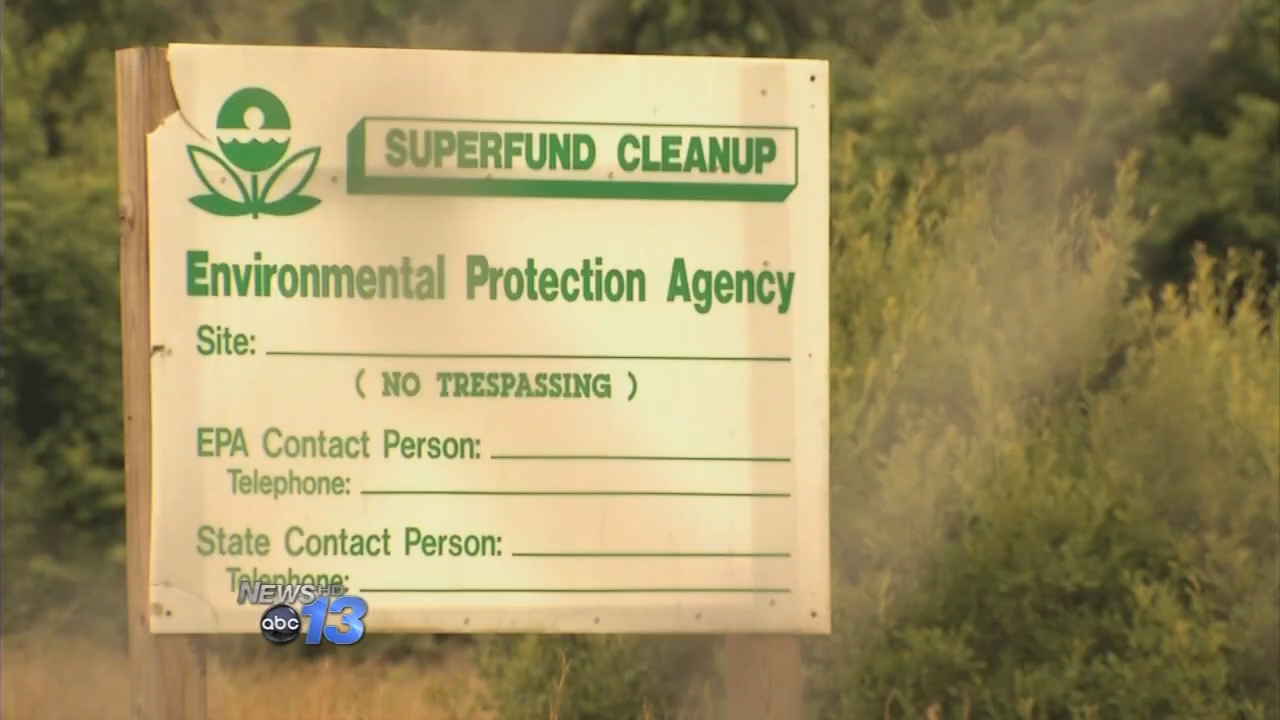 SUPERFUND CLEANUP
Environmental Protection Agency
Site:
( NO TRESPASSING )
EPA Contact Person:
Telephone:
State Contact Person:
Telephone:
NEWS HD
abc 13